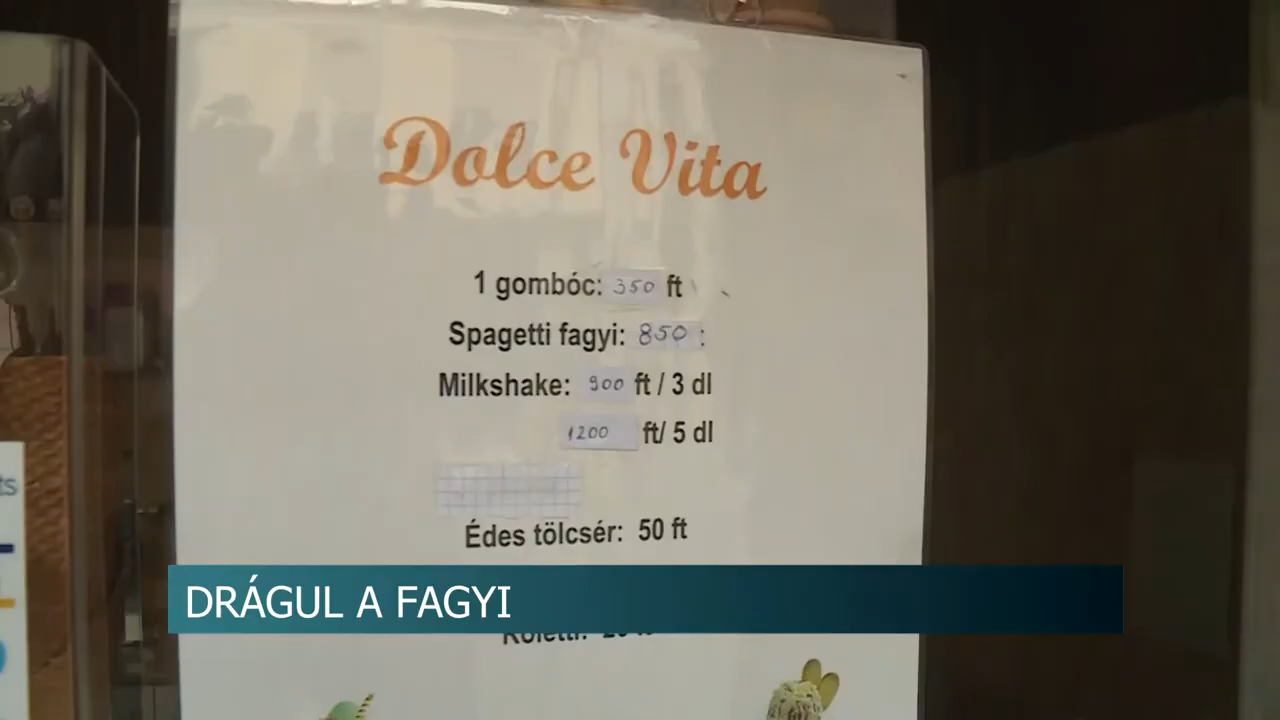 Dolce Vita
1 gombóc: 350 ft
Spagetti fagyi: 850 :
Milkshake: 900 ft / 3 dl
1200 ft/ 5 dl
Édes tölcsér: 50 ft
DRÁGUL A FAGYI
ts